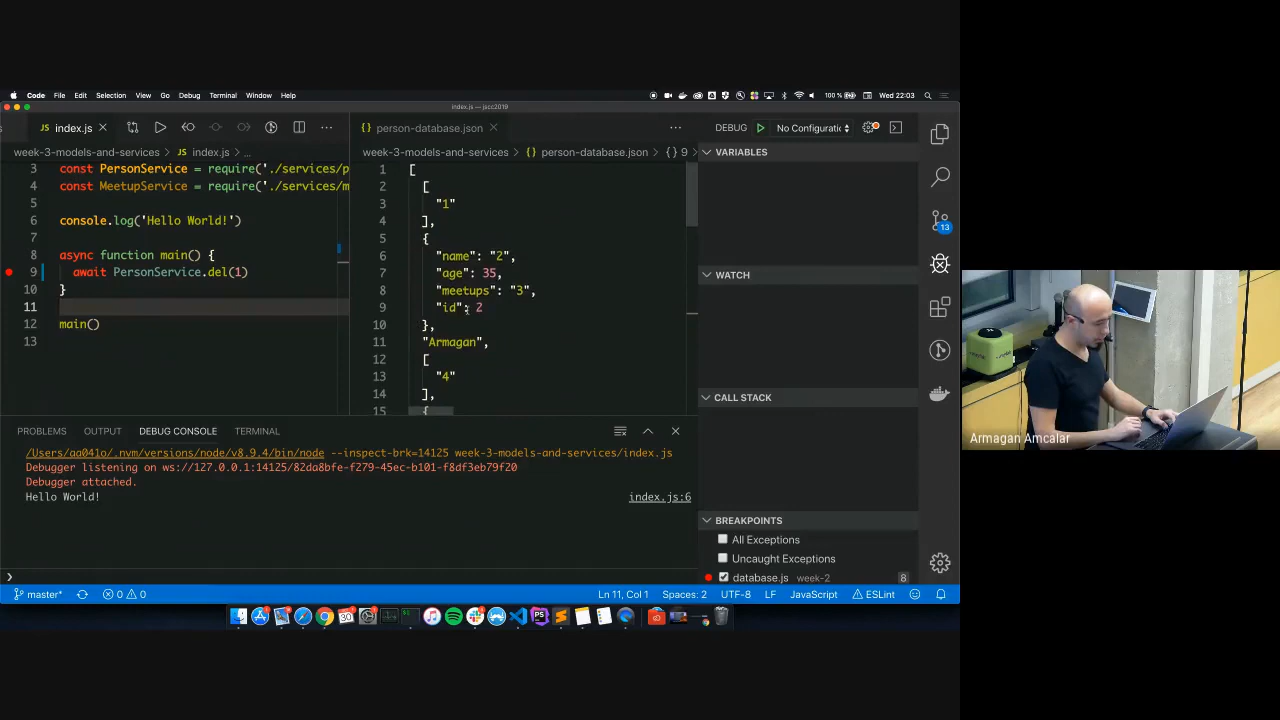 Code File Edit Selection View Go Debug Terminal Window Help
100 % Wed 22:03
index.js — jscc2019
JS index.js
{} person-database.json
DEBUG No Configurati
week-3-models-and-services > JS index.js > ...
week-3-models-and-services > {} person-database.json > {} 9
3 const PersonService = require('./services/p
4 const MeetupService = require('./services/m
5
6 console.log('Hello World!')
7
8 async function main() {
9 await PersonService.del(1)
10 }
11
12 main()
13
1 [
2 [
3 "1"
4 ],
5 {
6 "name": "2",
7 "age": 35,
8 "meetups": "3",
9 "id": 2
10 },
11 "Armagan",
12 [
13 "4"
14 ],
15 {
VARIABLES
WATCH
CALL STACK
BREAKPOINTS
All Exceptions
Uncaught Exceptions
database.js week-2 8
13
PROBLEMS OUTPUT DEBUG CONSOLE TERMINAL
/Users/aa041o/.nvm/versions/node/v8.9.4/bin/node --inspect-brk=14125 week-3-models-and-services/index.js
Debugger listening on ws://127.0.0.1:14125/82da8bfe-f279-45ec-b101-f8df3eb79f20
Debugger attached.
Hello World! index.js:6
master* 0 0 Ln 11, Col 1 Spaces: 2 UTF-8 LF JavaScript ESLint
Armagan Amcalar